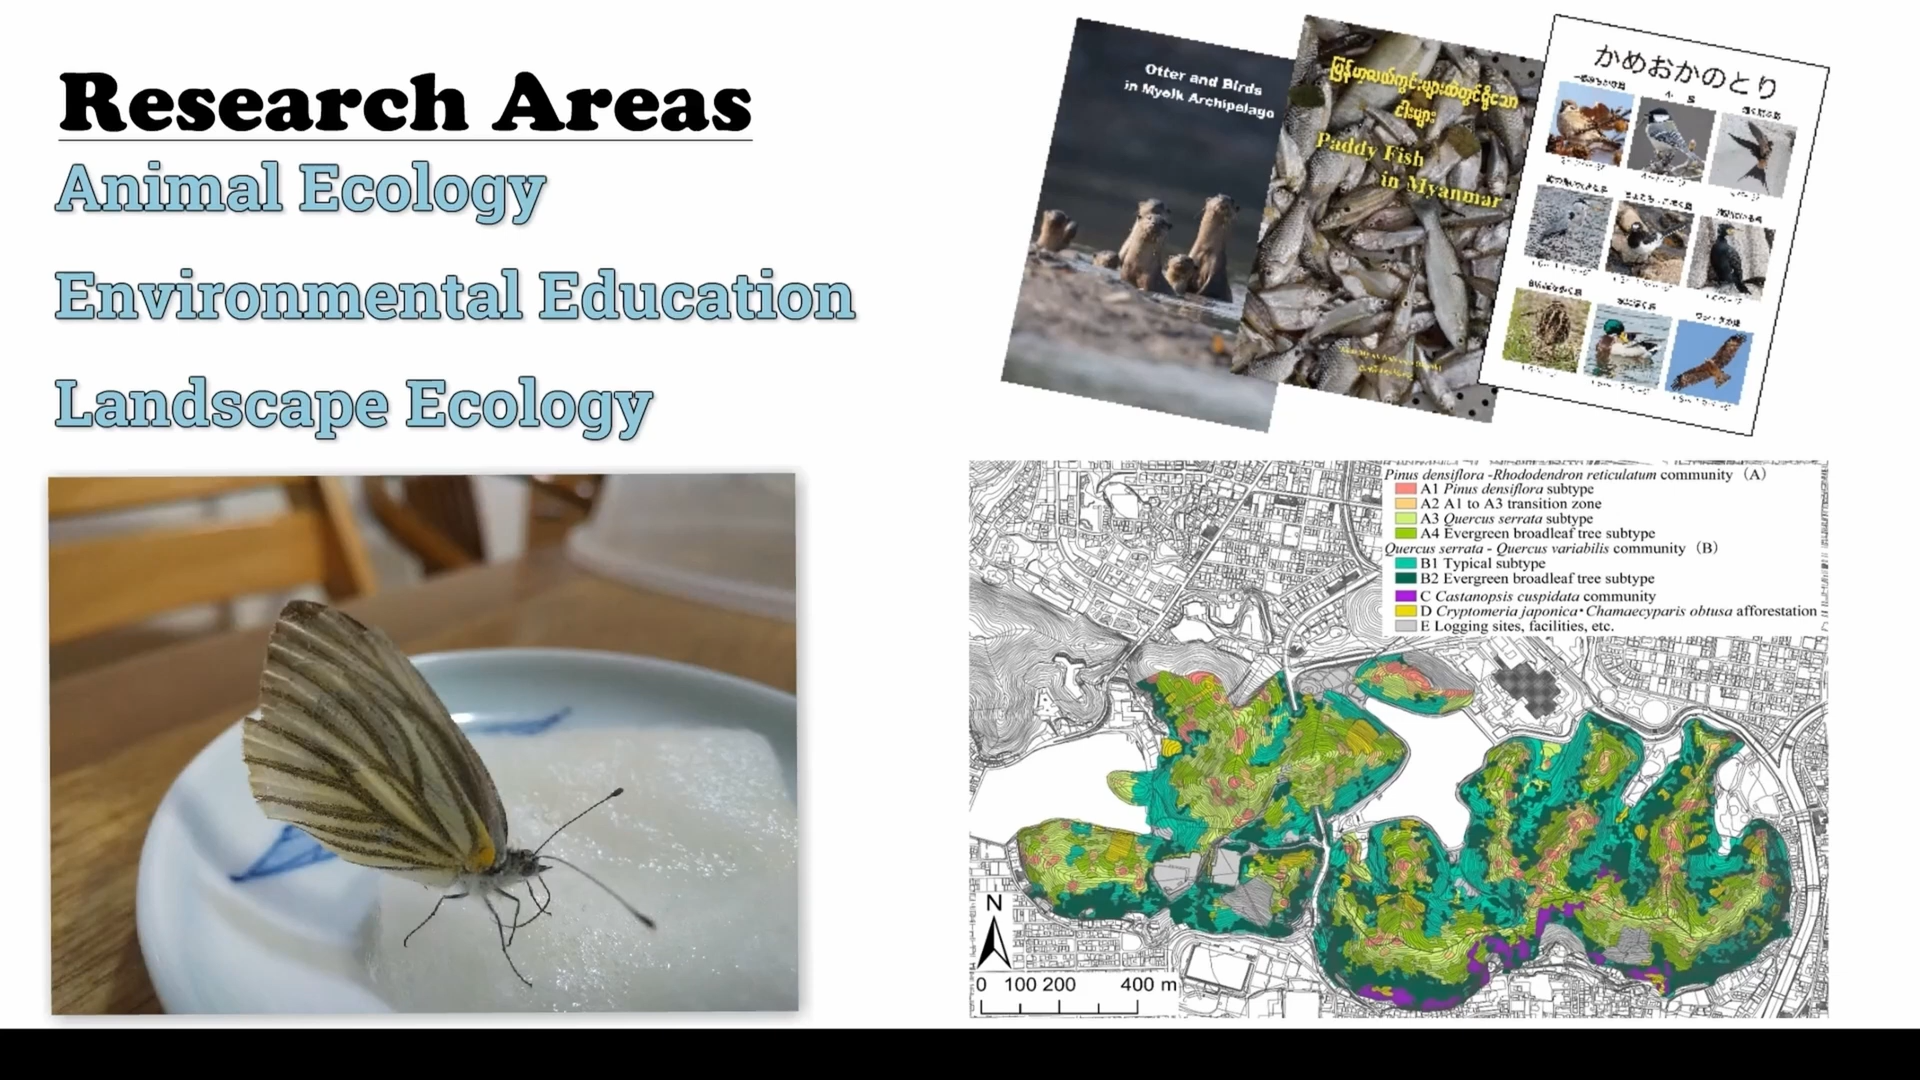 Research Areas
Animal Ecology
Environmental Education
Landscape Ecology
Otter and Birds
in Myeik Archipelago
Paddy Fish
in Myanmar
かめおかのとり
Pinus densiflora -Rhododendron reticulatum community （A）
A1 Pinus densiflora subtype
A2 A1 to A3 transition zone
A3 Quercus serrata subtype
A4 Evergreen broadleaf tree subtype
Quercus serrata - Quercus variabilis community （B）
B1 Typical subtype
B2 Evergreen broadleaf tree subtype
C Castanopsis cuspidata community
D Cryptomeria japonica・Chamaecyparis obtusa afforestation
E Logging sites, facilities, etc.
N
0 100 200 400 m